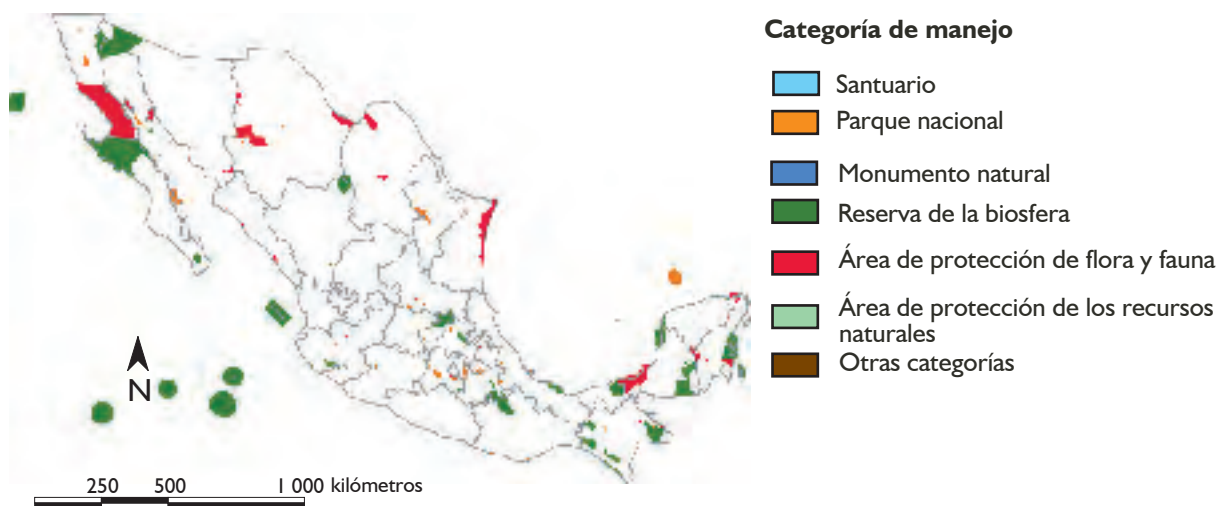 Categoría de manejo
Santuario
Parque nacional
Monumento natural
Reserva de la biosfera
Área de protección de flora y fauna
Área de protección de los recursos
naturales
Otras categorías
N
250 500 1 000 kilómetros